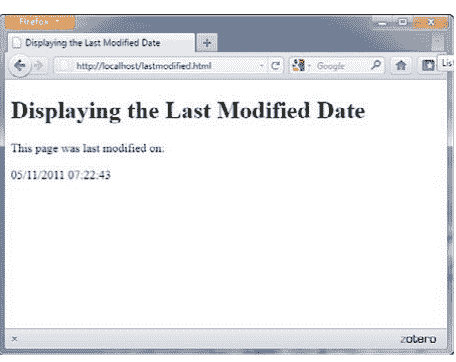 Firefox
Displaying the Last Modified Date
http://localhost/lastmodified.html
Google
List
Displaying the Last Modified Date
This page was last modified on:
05/11/2011 07:22:43
×
zotero